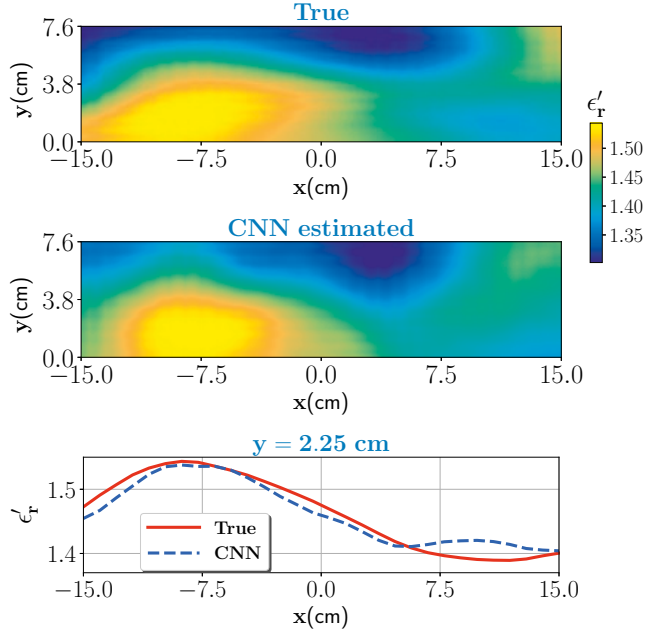 True
7.6
3.8
0.0
y(cm)
−15.0 −7.5 0.0 7.5 15.0
x(cm)
ϵ′r
1.50
1.45
1.40
1.35
CNN estimated
7.6
3.8
0.0
y(cm)
−15.0 −7.5 0.0 7.5 15.0
x(cm)
y = 2.25 cm
1.5
1.4
ϵ′r
True
CNN
−15.0 −7.5 0.0 7.5 15.0
x(cm)